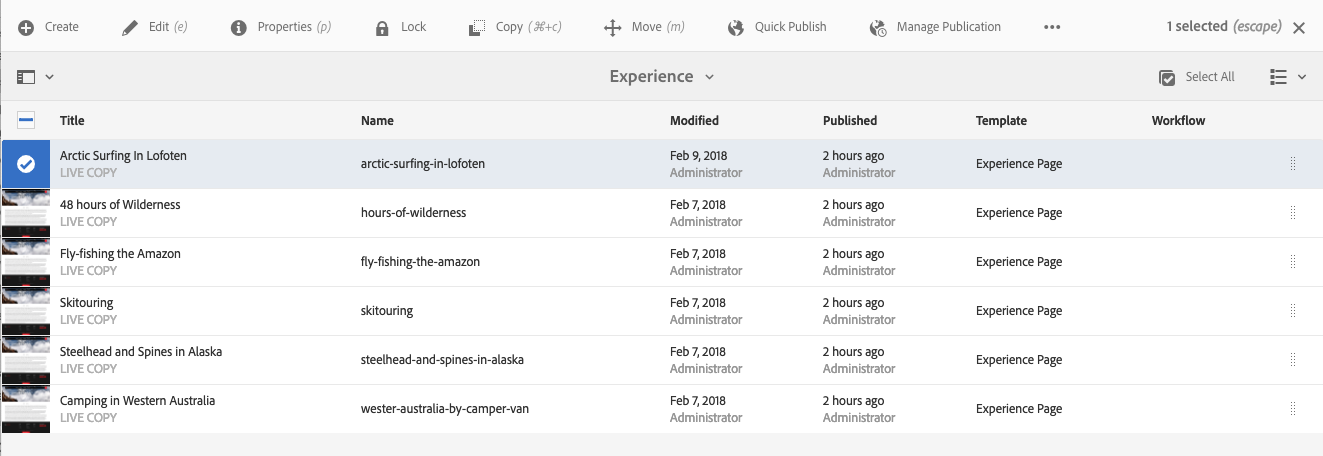 Create Edit (e) Properties (p) Lock Copy (⌘+c) Move (m) Quick Publish Manage Publication ••• 1 selected (escape)
Experience Select All
Title Name Modified Published Template Workflow
Arctic Surfing In Lofoten arctic-surfing-in-lofoten Feb 9, 2018 2 hours ago Experience Page
LIVE COPY Administrator Administrator
48 hours of Wilderness hours-of-wilderness Feb 7, 2018 2 hours ago Experience Page
LIVE COPY Administrator Administrator
Fly-fishing the Amazon fly-fishing-the-amazon Feb 7, 2018 2 hours ago Experience Page
LIVE COPY Administrator Administrator
Skitouring skitouring Feb 7, 2018 2 hours ago Experience Page
LIVE COPY Administrator Administrator
Steelhead and Spines in Alaska steelhead-and-spines-in-alaska Feb 7, 2018 2 hours ago Experience Page
LIVE COPY Administrator Administrator
Camping in Western Australia wester-australia-by-camper-van Feb 7, 2018 2 hours ago Experience Page
LIVE COPY Administrator Administrator